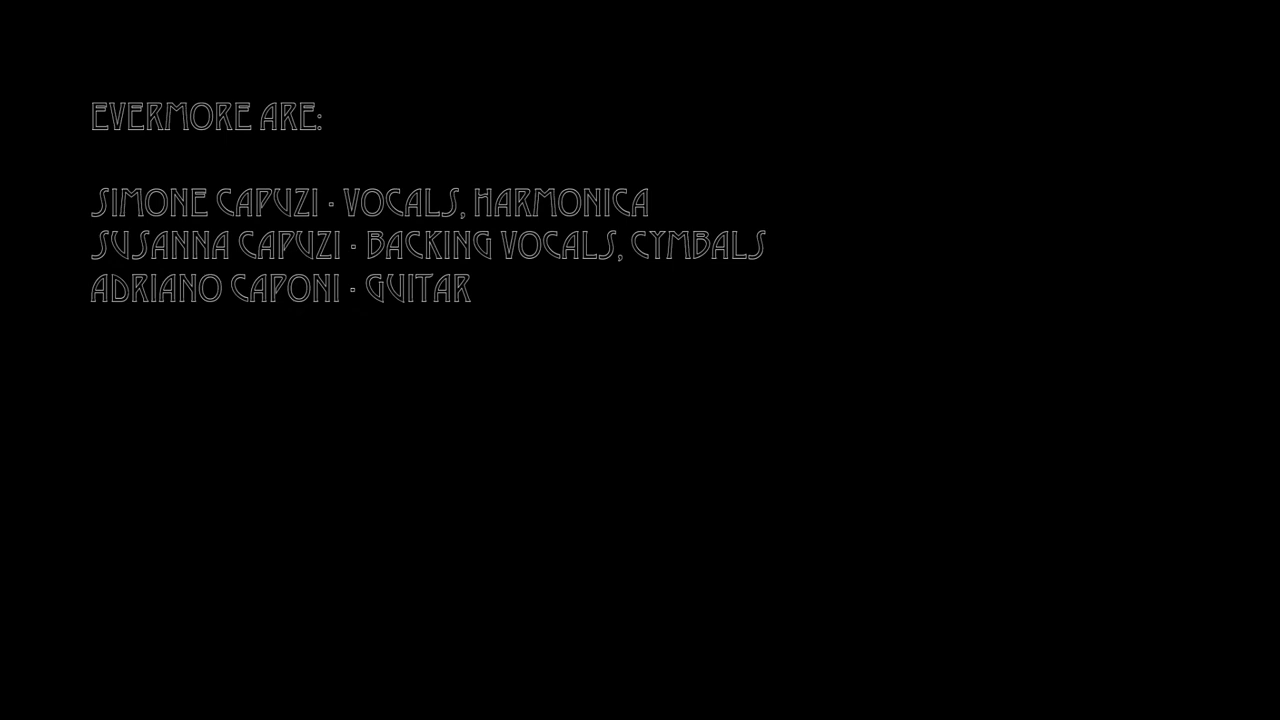 EVERMORE ARE:
SIMONE CAPUZI - VOCALS, HARMONICA
SUSANNA CAPUZI - BACKING VOCALS, CYMBALS
ADRIANO CAPONI - GUITAR